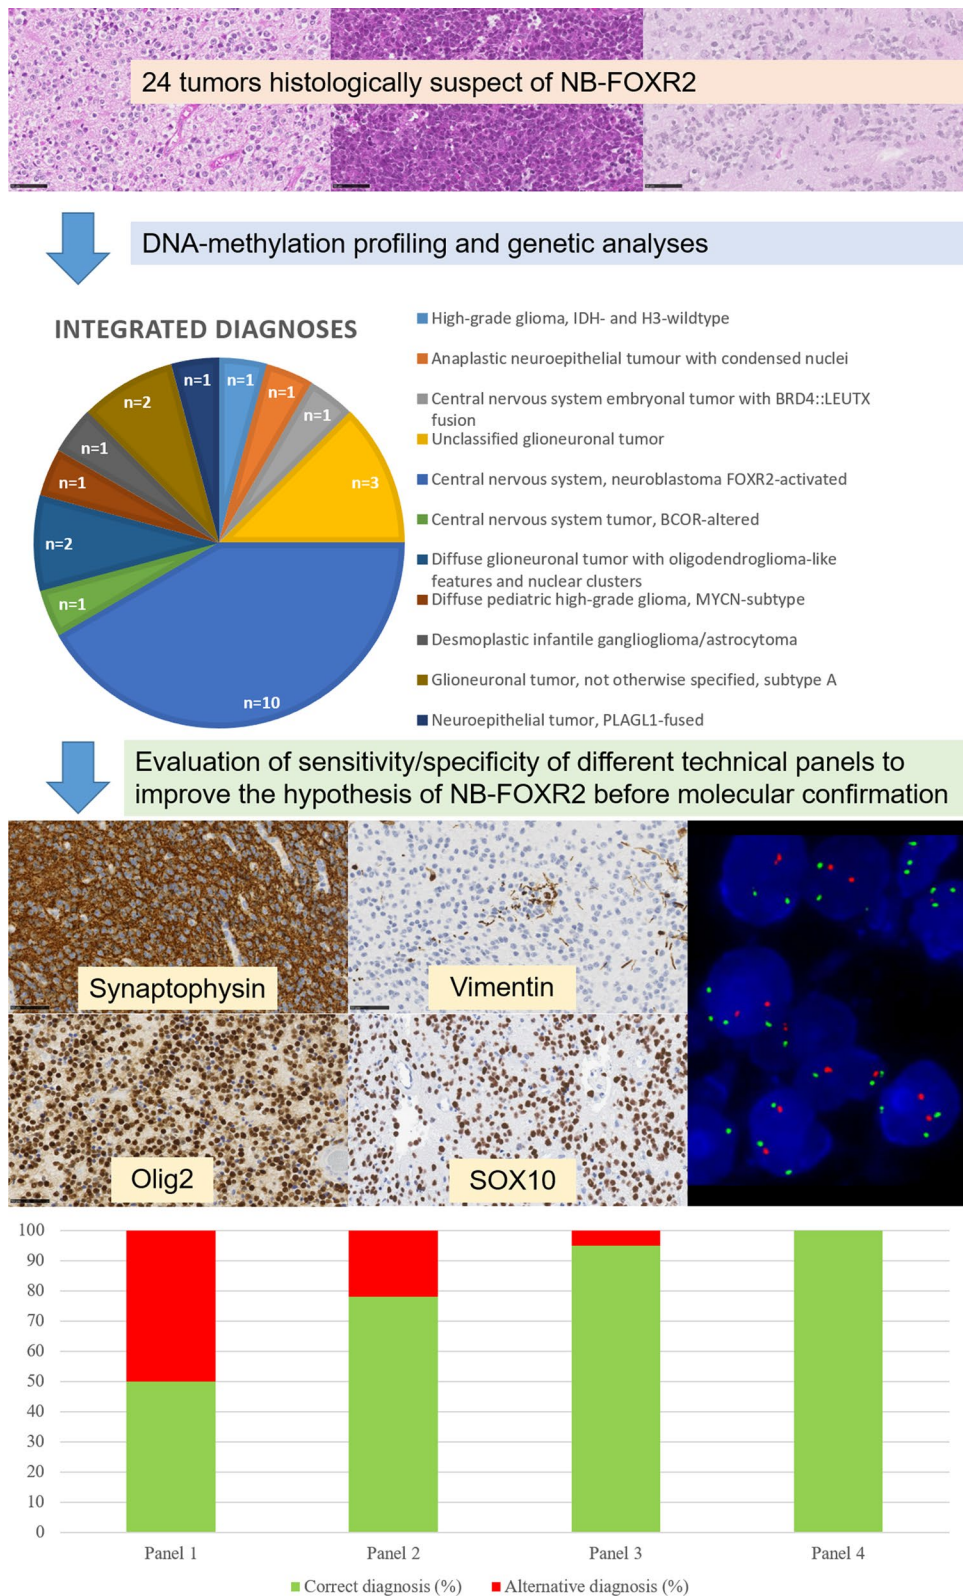 24 tumors histologically suspect of NB-FOXR2
DNA-methylation profiling and genetic analyses
INTEGRATED DIAGNOSES
n=1
n=1
n=1
n=3
n=10
n=1
n=2
n=1
n=1
n=2
n=1
High-grade glioma, IDH- and H3-wildtype
Anaplastic neuroepithelial tumour with condensed nuclei
Central nervous system embryonal tumor with BRD4::LEUTX
fusion
Unclassified glioneuronal tumor
Central nervous system, neuroblastoma FOXR2-activated
Central nervous system tumor, BCOR-altered
Diffuse glioneuronal tumor with oligodendroglioma-like
features and nuclear clusters
Diffuse pediatric high-grade glioma, MYCN-subtype
Desmoplastic infantile ganglioglioma/astrocytoma
Glioneuronal tumor, not otherwise specified, subtype A
Neuroepithelial tumor, PLAGL1-fused
Evaluation of sensitivity/specificity of different technical panels to
improve the hypothesis of NB-FOXR2 before molecular confirmation
Synaptophysin
Vimentin
Olig2
SOX10
100
90
80
70
60
50
40
30
20
10
0
Panel 1
Panel 2
Panel 3
Panel 4
Correct diagnosis (%)
Alternative diagnosis (%)